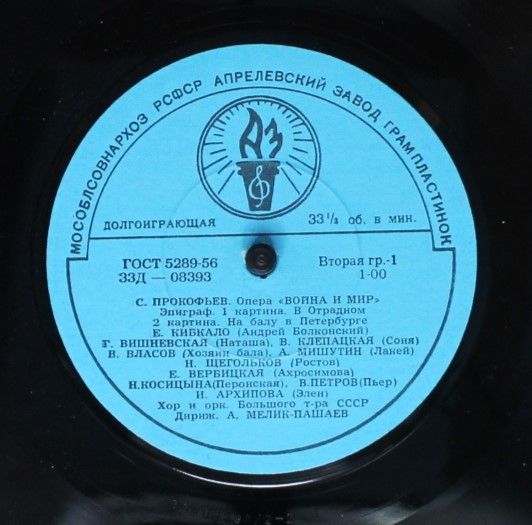 МОСОБЛСОВНАРХОЗ РСФСР АПРЕЛЕВСКИЙ ЗАВОД ГРАМПЛАСТИНОК
АЗ
ДОЛГОИГРАЮЩАЯ 33 1/3 об. в мин.
ГОСТ 5289-56 Вторая гр.-1
33Д — 08393 1-00
С. ПРОКОФЬЕВ. Опера «ВОЙНА И МИР»
Эпиграф. 1 картина. В Отрадном
2 картина. На балу в Петербурге
Е. КИБКАЛО (Андрей Болконский)
Г. ВИШНЕВСКАЯ (Наташа), В. КЛЕПАЦКАЯ (Соня)
В. ВЛАСОВ (Хозяин бала), А. МИШУТИН (Лакей)
Н. ЩЕГОЛЬКОВ (Ростов)
Е. ВЕРБИЦКАЯ (Ахросимова)
Н.КОСИЦЫНА(Перонская), В.ПЕТРОВ(Пьер)
И. АРХИПОВА (Элен)
Хор и орк. Большого т-ра СССР
Дириж. А. МЕЛИК-ПАШАЕВ